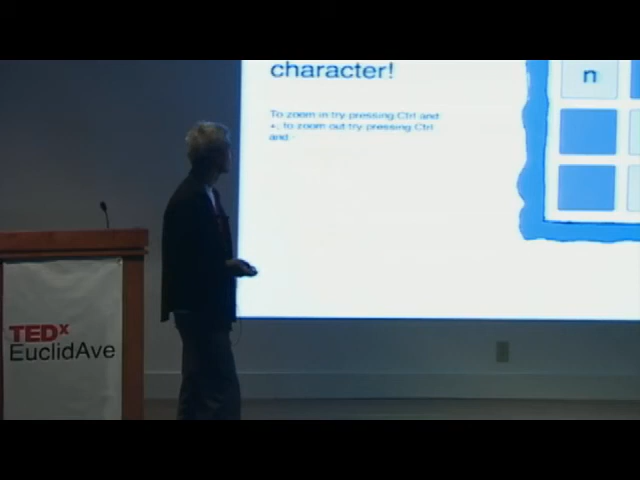 character!
n
To zoom in try pressing Ctrl and
+; to zoom out try pressing Ctrl
and -
TEDx
EuclidAve